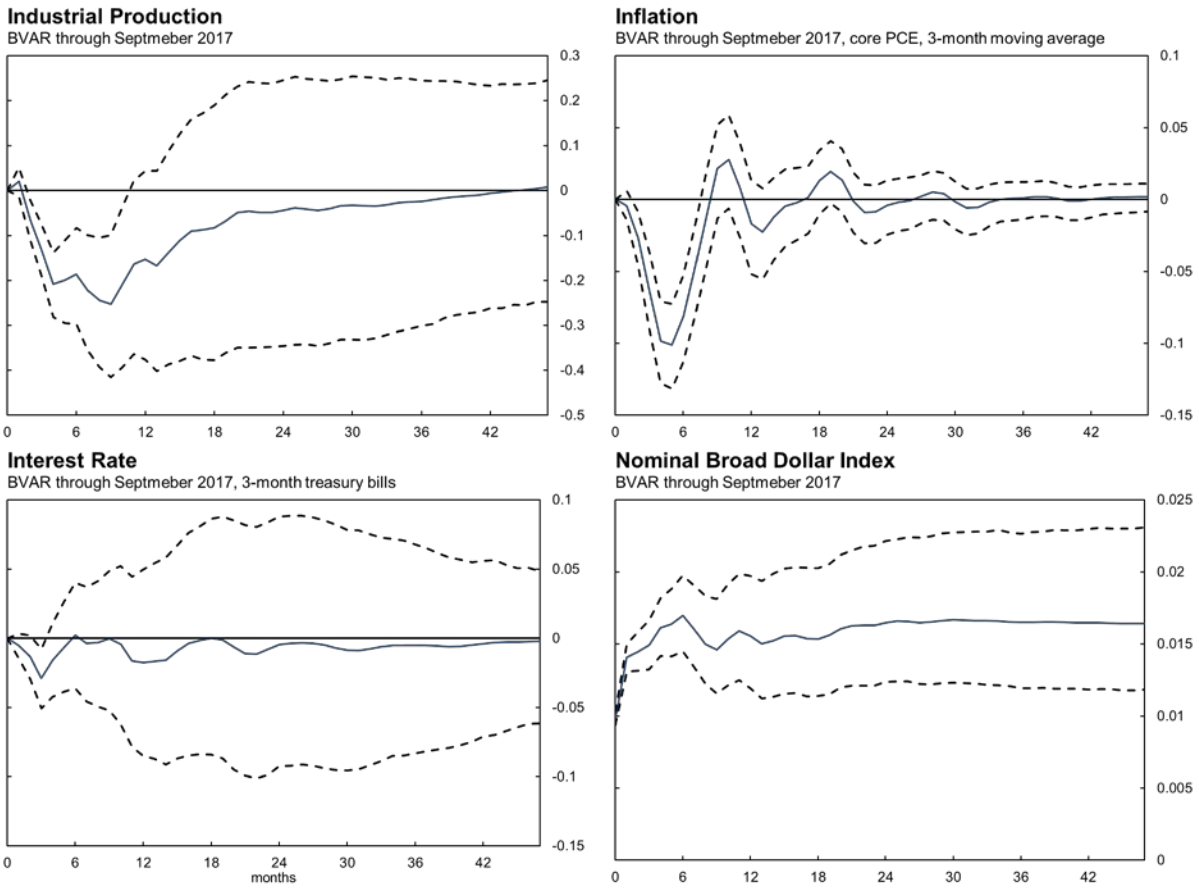 Industrial Production
BVAR through Septmeber 2017
0.3
0.2
0.1
0
-0.1
-0.2
-0.3
-0.4
-0.5
0 6 12 18 24 30 36 42
Inflation
BVAR through Septmeber 2017, core PCE, 3-month moving average
0.1
0.05
0
-0.05
-0.1
-0.15
0 6 12 18 24 30 36 42
Interest Rate
BVAR through Septmeber 2017, 3-month treasury bills
0.1
0.05
0
-0.05
-0.1
-0.15
0 6 12 18 24 30 36 42
months
Nominal Broad Dollar Index
BVAR through Septmeber 2017
0.025
0.02
0.015
0.01
0.005
0
0 6 12 18 24 30 36 42